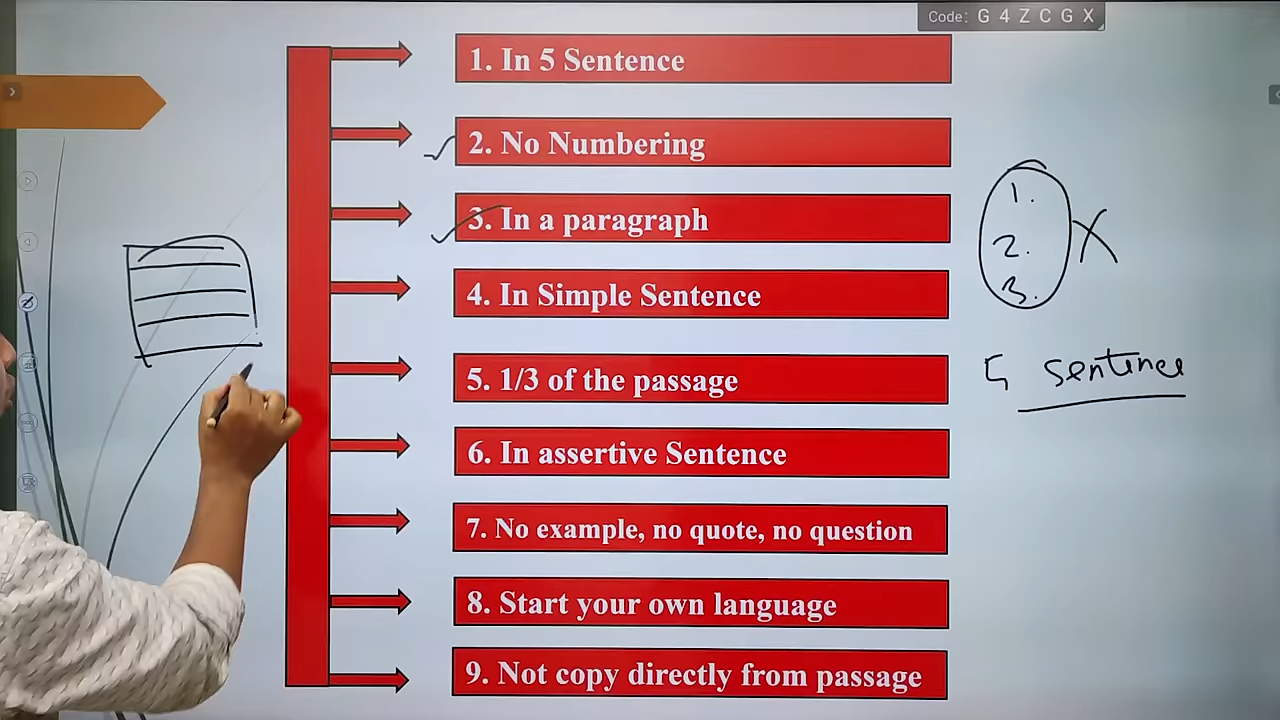 Code: G 4 Z C G X
1. In 5 Sentence
2. No Numbering
3. In a paragraph
4. In Simple Sentence
5. 1/3 of the passage
6. In assertive Sentence
7. No example, no quote, no question
8. Start your own language
9. Not copy directly from passage
1.
2.
3.
X
5 sentence